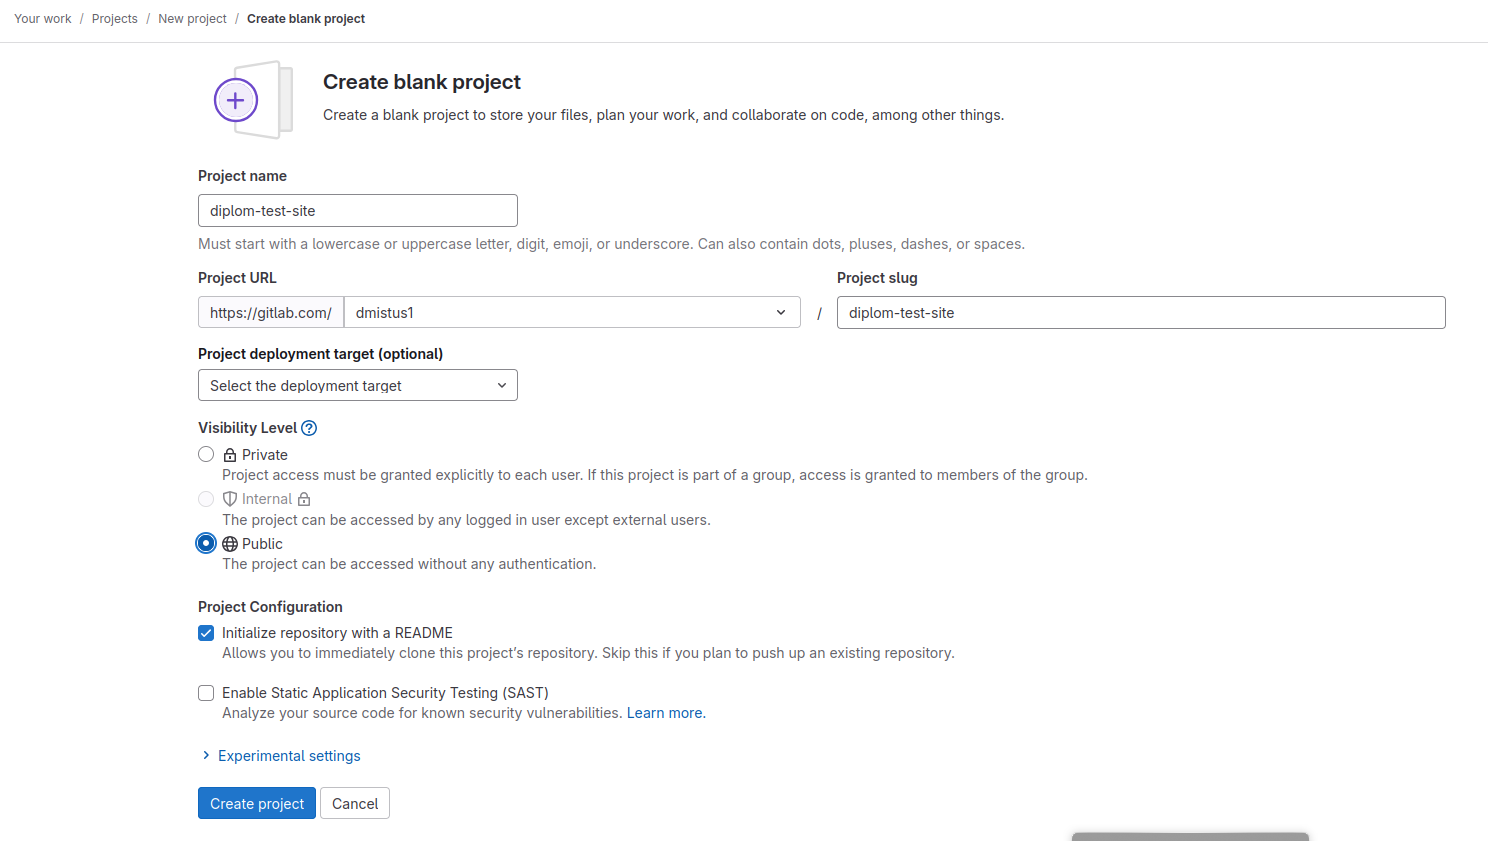 Your work / Projects / New project / Create blank project
Create blank project
Create a blank project to store your files, plan your work, and collaborate on code, among other things.
Project name
diplom-test-site
Must start with a lowercase or uppercase letter, digit, emoji, or underscore. Can also contain dots, pluses, dashes, or spaces.
Project URL
https://gitlab.com/ dmistus1
/
Project slug
diplom-test-site
Project deployment target (optional)
Select the deployment target
Visibility Level
Private
Project access must be granted explicitly to each user. If this project is part of a group, access is granted to members of the group.
Internal
The project can be accessed by any logged in user except external users.
Public
The project can be accessed without any authentication.
Project Configuration
Initialize repository with a README
Allows you to immediately clone this project’s repository. Skip this if you plan to push up an existing repository.
Enable Static Application Security Testing (SAST)
Analyze your source code for known security vulnerabilities. Learn more.
Experimental settings
Create project Cancel